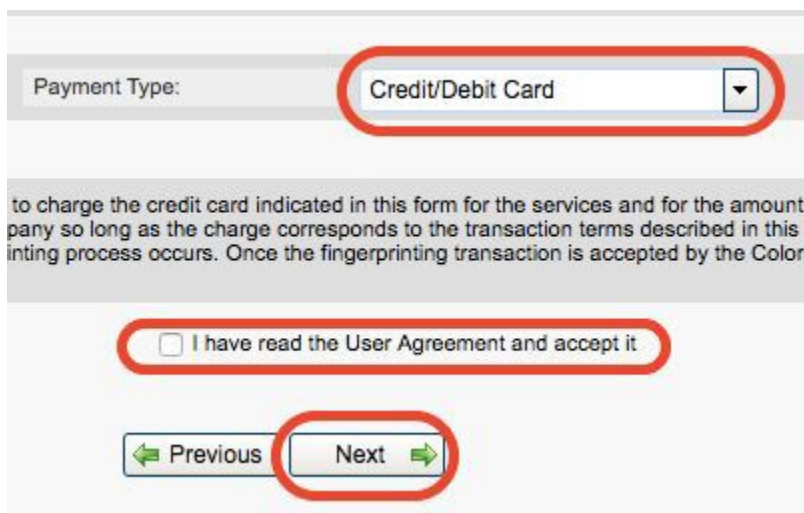 Payment Type:
Credit/Debit Card
to charge the credit card indicated in this form for the services and for the amount
pany so long as the charge corresponds to the transaction terms described in this
inting process occurs. Once the fingerprinting transaction is accepted by the Color
I have read the User Agreement and accept it
Previous
Next